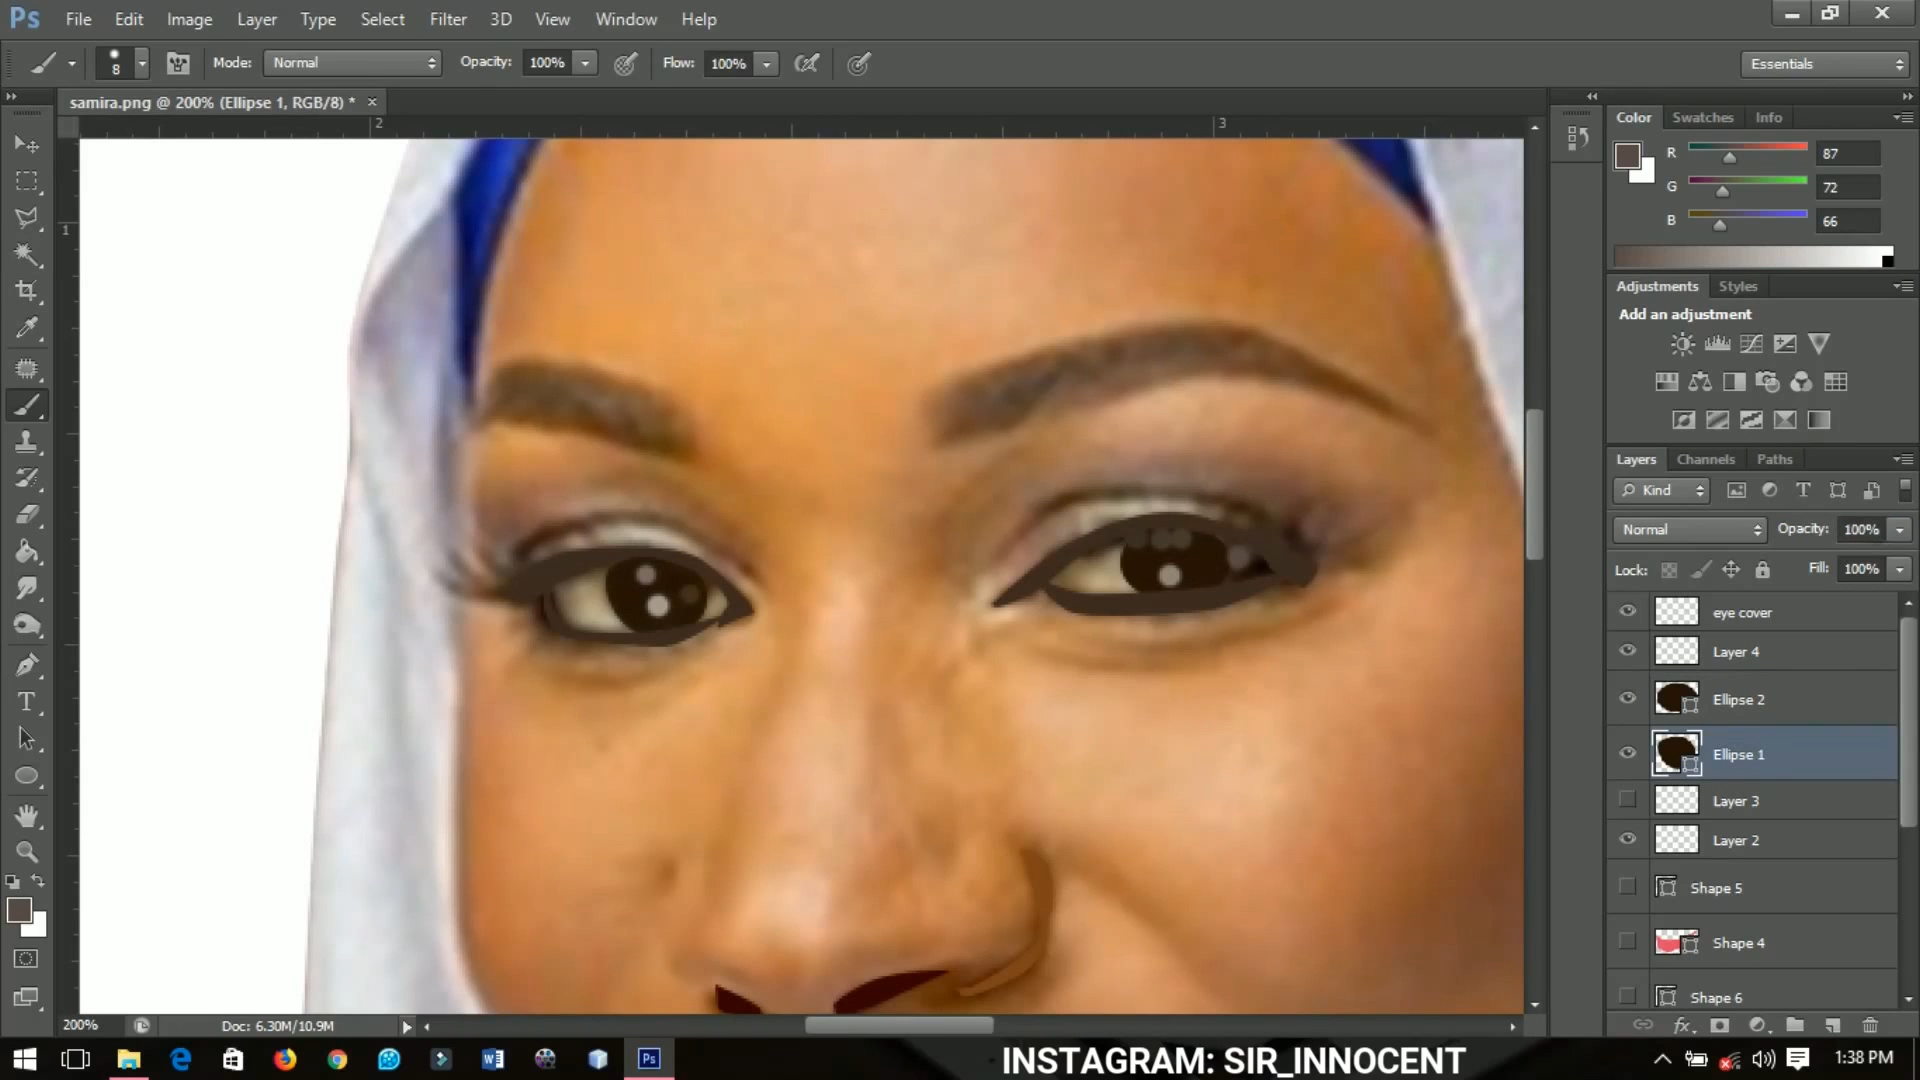 Ps File Edit Image Layer Type Select Filter 3D View Window Help
8 Mode: Normal Opacity: 100% Flow: 100% Essentials
samira.png @ 200% (Ellipse 1, RGB/8) * ×
2 3
1
Color Swatches Info
R 87
G 72
B 66
Adjustments Styles
Add an adjustment
Layers Channels Paths
Kind
Normal Opacity: 100%
Lock: Fill: 100%
eye cover
Layer 4
Ellipse 2
Ellipse 1
Layer 3
Layer 2
Shape 5
Shape 4
Shape 6
200% Doc: 6.30M/10.9M
INSTAGRAM: SIR_INNOCENT
1:38 PM